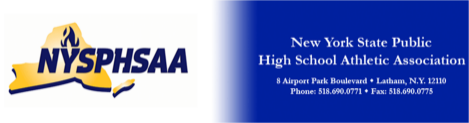 NYSPHSAA
New York State Public
High School Athletic Association
8 Airport Park Boulevard • Latham, N.Y. 12110
Phone: 518.690.0771 • Fax: 518.690.0775